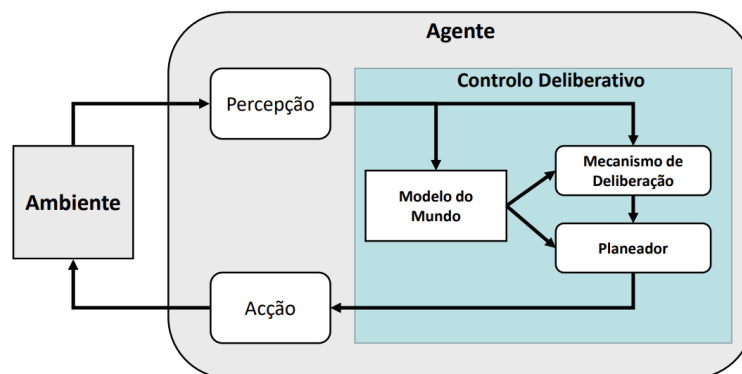 Agente
Controlo Deliberativo
Percepção
Mecanismo de
Deliberação
Ambiente
Modelo do
Mundo
Planeador
Acção